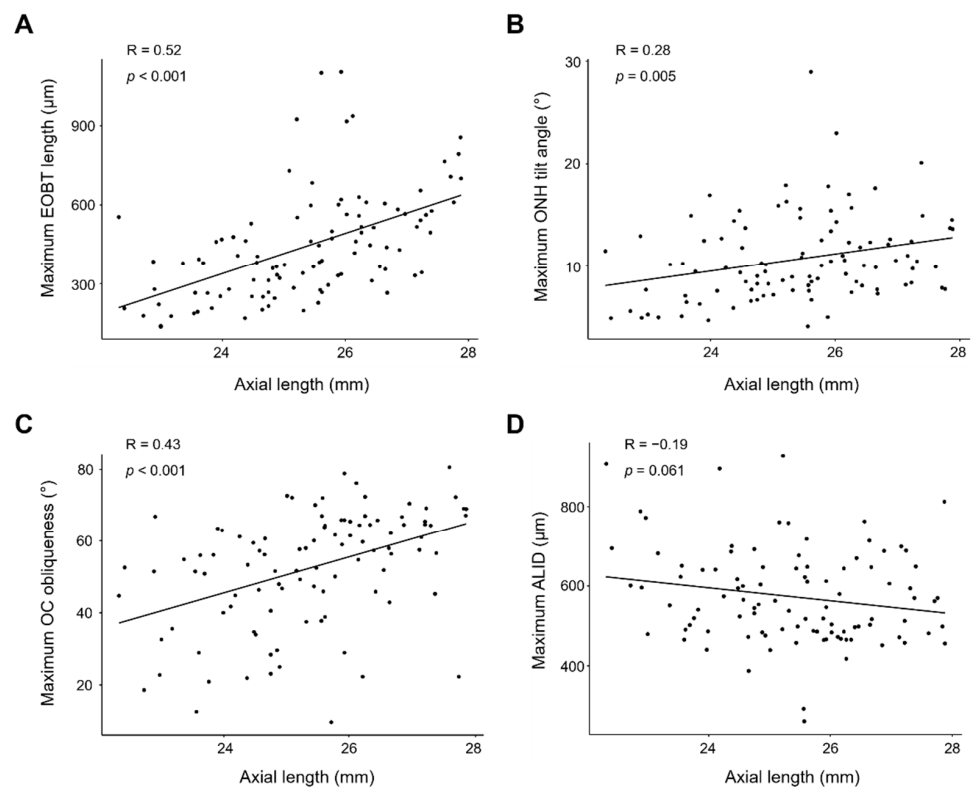 A
R = 0.52
p < 0.001
Maximum EOBT length (μm)
900
600
300
24
26
28
Axial length (mm)
B
R = 0.28
p = 0.005
Maximum ONH tilt angle (°)
30
20
10
24
26
28
Axial length (mm)
C
R = 0.43
p < 0.001
Maximum OC obliqueness (°)
80
60
40
20
24
26
28
Axial length (mm)
D
R = −0.19
p = 0.061
Maximum ALID (μm)
800
600
400
24
26
28
Axial length (mm)